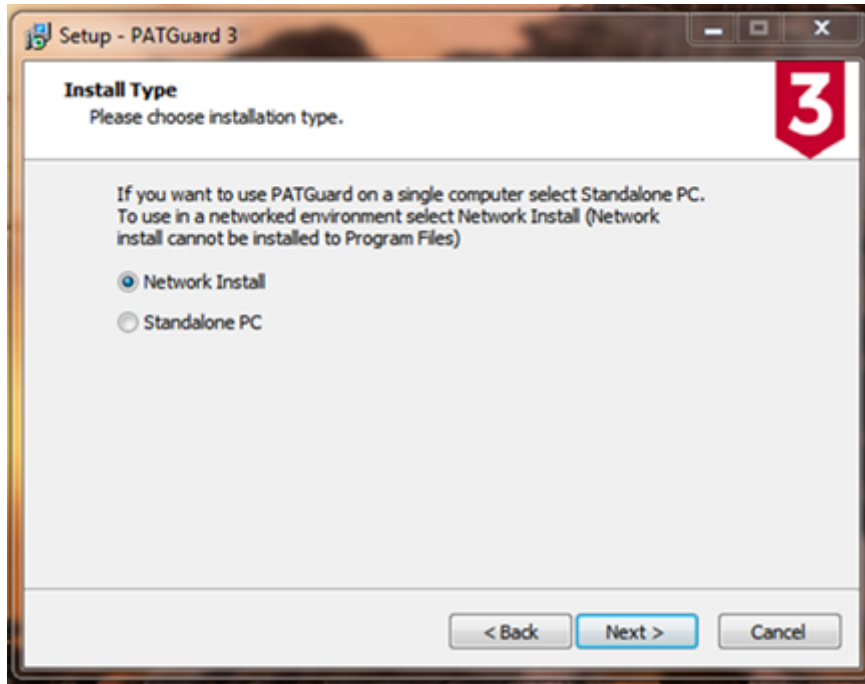 Setup - PATGuard 3
Install Type
Please choose installation type.
3
If you want to use PATGuard on a single computer select Standalone PC.
To use in a networked environment select Network Install (Network
install cannot be installed to Program Files)
Network Install
Standalone PC
< Back
Next >
Cancel